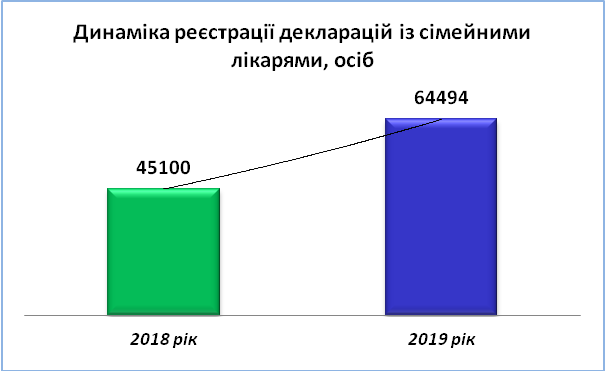 Динаміка реєстрації декларацій із сімейними
лікарями, осіб
64494
45100
2018 рік
2019 рік